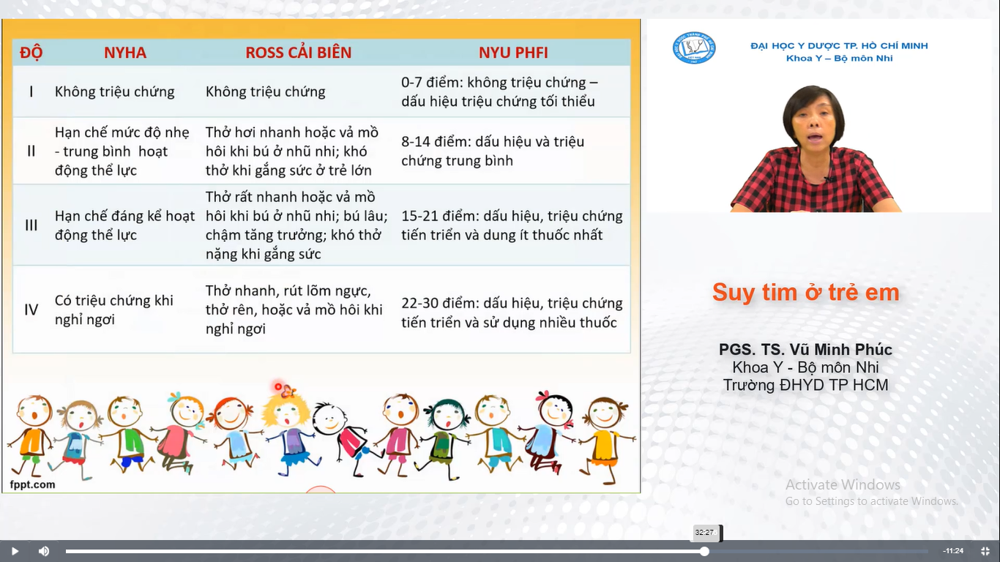 ĐỘ NYHA ROSS CẢI BIÊN NYU PHFI
I
Không triệu chứng
Không triệu chứng
0-7 điểm: không triệu chứng –
dấu hiệu triệu chứng tối thiểu
II
Hạn chế mức độ nhẹ
- trung bình hoạt
động thể lực
Thở hơi nhanh hoặc vả mồ
hôi khi bú ở nhũ nhi; khó
thở khi gắng sức ở trẻ lớn
8-14 điểm: dấu hiệu và triệu
chứng trung bình
III
Hạn chế đáng kể hoạt
động thể lực
Thở rất nhanh hoặc vả mồ
hôi khi bú ở nhũ nhi; bú lâu;
chậm tăng trưởng; khó thở
nặng khi gắng sức
15-21 điểm: dấu hiệu, triệu chứng
tiến triển và dung ít thuốc nhất
IV
Có triệu chứng khi
nghỉ ngơi
Thở nhanh, rút lõm ngực,
thở rên, hoặc vả mồ hôi khi
nghỉ ngơi
22-30 điểm: dấu hiệu, triệu chứng
tiến triển và sử dụng nhiều thuốc
fppt.com
ĐẠI HỌC Y DƯỢC TP. HỒ CHÍ MINH
Khoa Y – Bộ môn Nhi
Suy tim ở trẻ em
PGS. TS. Vũ Minh Phúc
Khoa Y - Bộ môn Nhi
Trường ĐHYD TP HCM
Activate Windows
Go to Settings to activate Windows.
32:27
-11:24